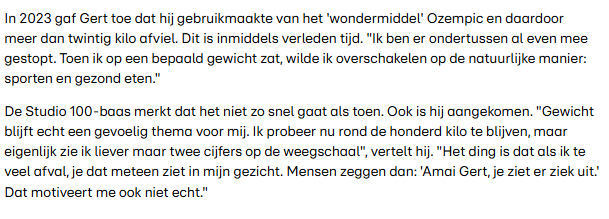 In 2023 gaf Gert toe dat hij gebruikmaakte van het 'wondermiddel' Ozempic en daardoor
meer dan twintig kilo afviel. Dit is inmiddels verleden tijd. "Ik ben er ondertussen al even mee
gestopt. Toen ik op een bepaald gewicht zat, wilde ik overschakelen op de natuurlijke manier:
sporten en gezond eten."
De Studio 100-baas merkt dat het niet zo snel gaat als toen. Ook is hij aangekomen. "Gewicht
blijft echt een gevoelig thema voor mij. Ik probeer nu rond de honderd kilo te blijven, maar
eigenlijk zie ik liever maar twee cijfers op de weegschaal", vertelt hij. "Het ding is dat als ik te
veel afval, je dat meteen ziet in mijn gezicht. Mensen zeggen dan: 'Amai Gert, je ziet er ziek uit.'
Dat motiveert me ook niet echt."